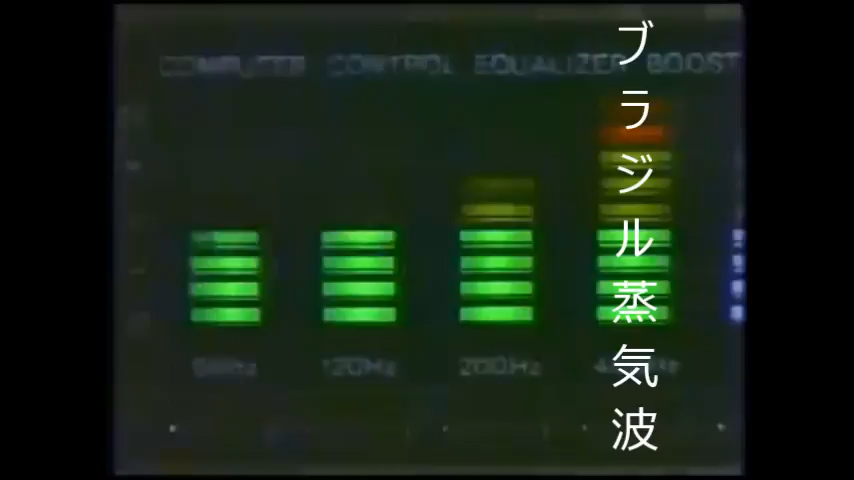 COMPUTER CONTROL EQUALIZER BOOST
ブラジル蒸気波
120Hz
200Hz